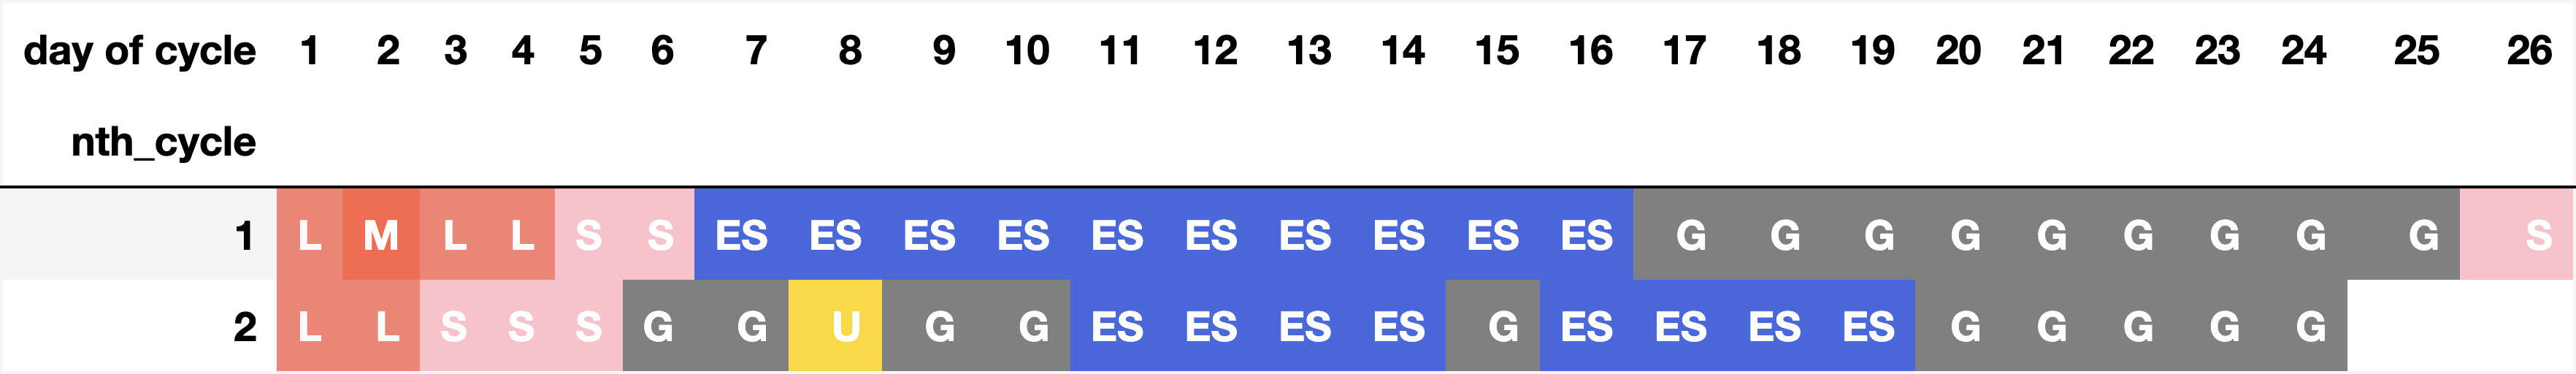 day of cycle 1 2 3 4 5 6 7 8 9 10 11 12 13 14 15 16 17 18 19 20 21 22 23 24 25 26
nth_cycle
1 L M L L S S ES ES ES ES ES ES ES ES ES ES G G G G G G G G G S
2 L L S S S G G U G G ES ES ES ES G ES ES ES ES G G G G G